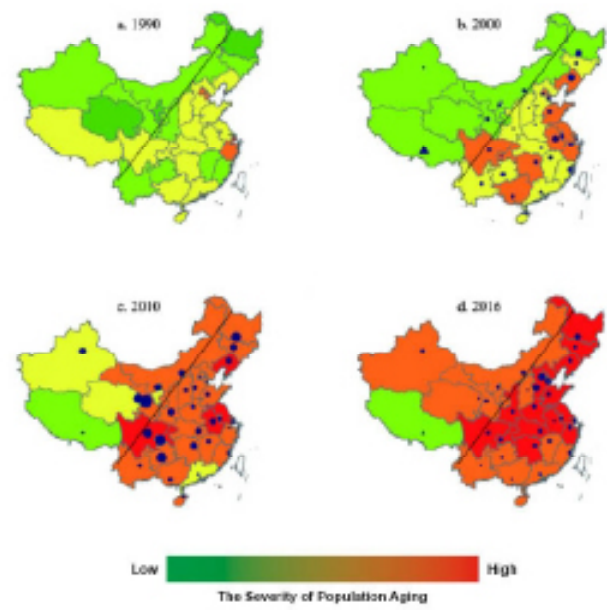 a. 1990
b. 2000
c. 2010
d. 2016
Low
High
The Severity of Population Aging